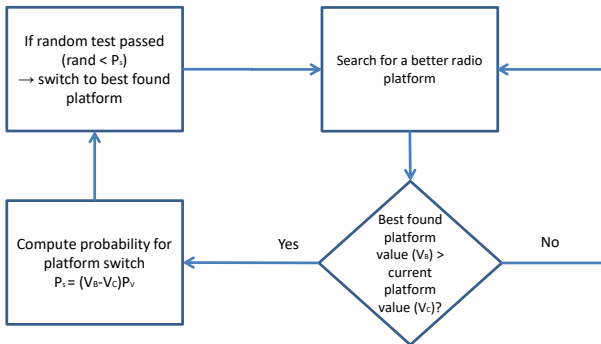 If random test passed
(rand < Pₛ)
→ switch to best found
platform
Search for a better radio
platform
Compute probability for
platform switch
Pₛ = (V_B-V_C)P_V
Yes
Best found
platform
value (V_B) >
current
platform
value (V_C)?
No